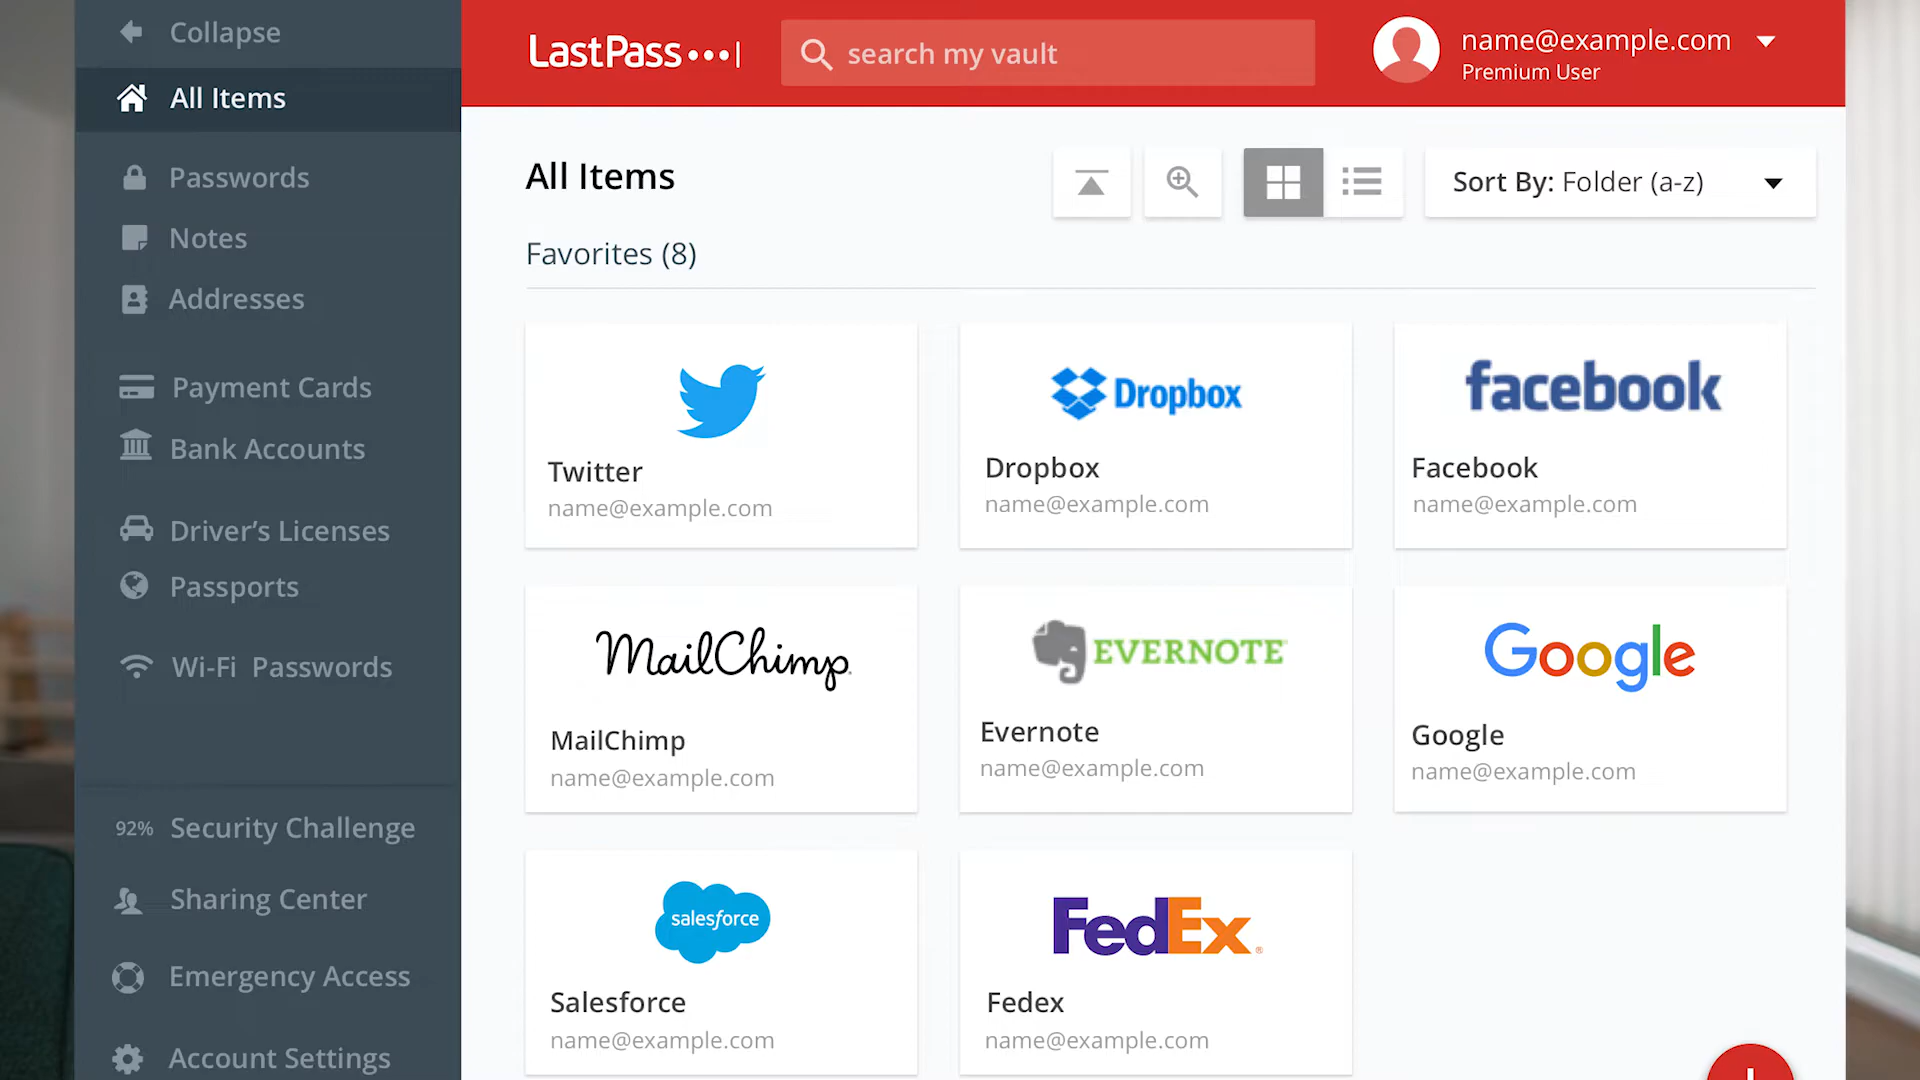 Collapse
All Items
Passwords
Notes
Addresses
Payment Cards
Bank Accounts
Driver’s Licenses
Passports
Wi-Fi Passwords
92% Security Challenge
Sharing Center
Emergency Access
Account Settings
LastPass
search my vault
name@example.com
Premium User
All Items
Sort By: Folder (a-z)
Favorites (8)
Twitter
name@example.com
Dropbox
Dropbox
name@example.com
facebook
Facebook
name@example.com
MailChimp
MailChimp
name@example.com
EVERNOTE
Evernote
name@example.com
Google
Google
name@example.com
salesforce
Salesforce
name@example.com
FedEx
Fedex
name@example.com